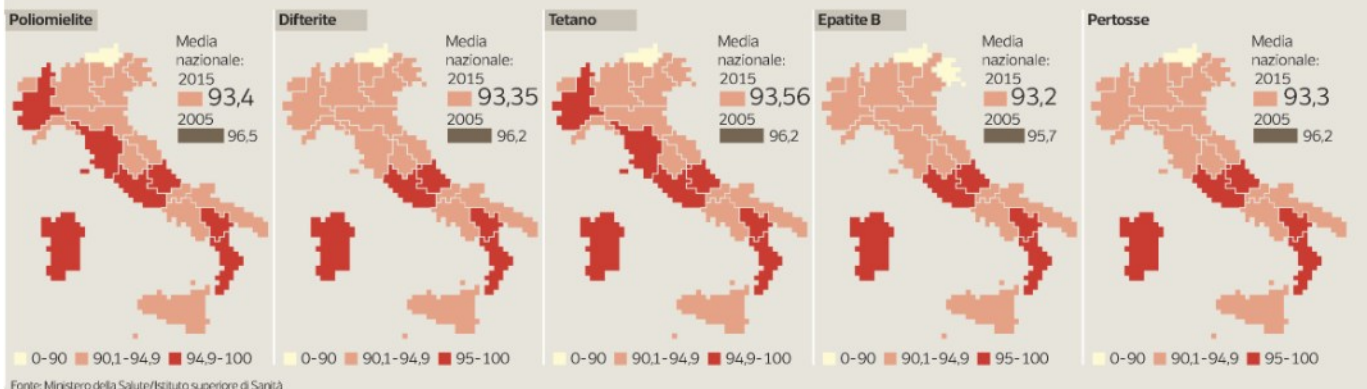 Poliomielite
Media
nazionale:
2015
93,4
2005
96,5
0-90 90,1-94,9 94,9-100
Difterite
Media
nazionale:
2015
93,35
2005
96,2
0-90 90,1-94,9 95-100
Tetano
Media
nazionale:
2015
93,56
2005
96,2
0-90 90,1-94,9 94,9-100
Epatite B
Media
nazionale:
2015
93,2
2005
95,7
0-90 90,1-94,9 95-100
Pertosse
Media
nazionale:
2015
93,3
2005
96,2
0-90 90,1-94,9 95-100
Fonte: Ministero della Salute/Istituto superiore di Sanità